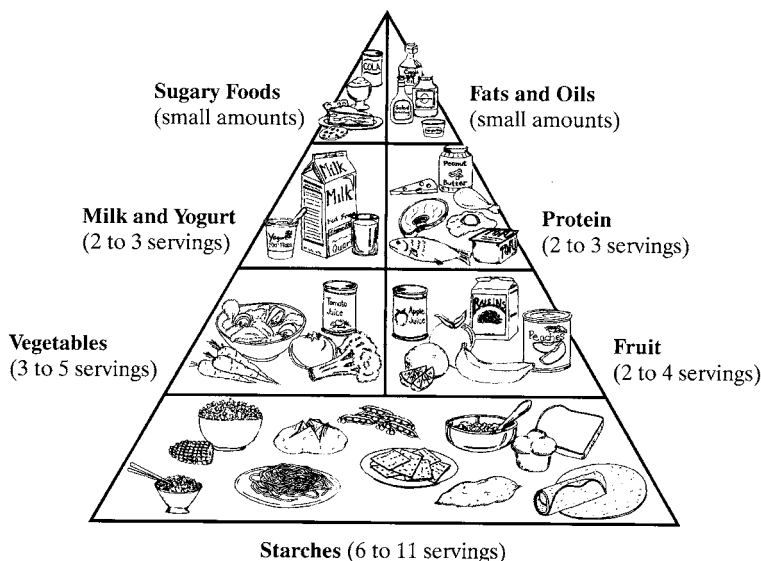 COLA
Sugary Foods
(small amounts)
Fats and Oils
(small amounts)
Milk
Milk
Peanut
Butter
Milk and Yogurt
(2 to 3 servings)
Protein
(2 to 3 servings)
Yogurt
Tomato
Juice
Apple
Juice
RAISINS
Peaches
Vegetables
(3 to 5 servings)
Fruit
(2 to 4 servings)
Starches (6 to 11 servings)